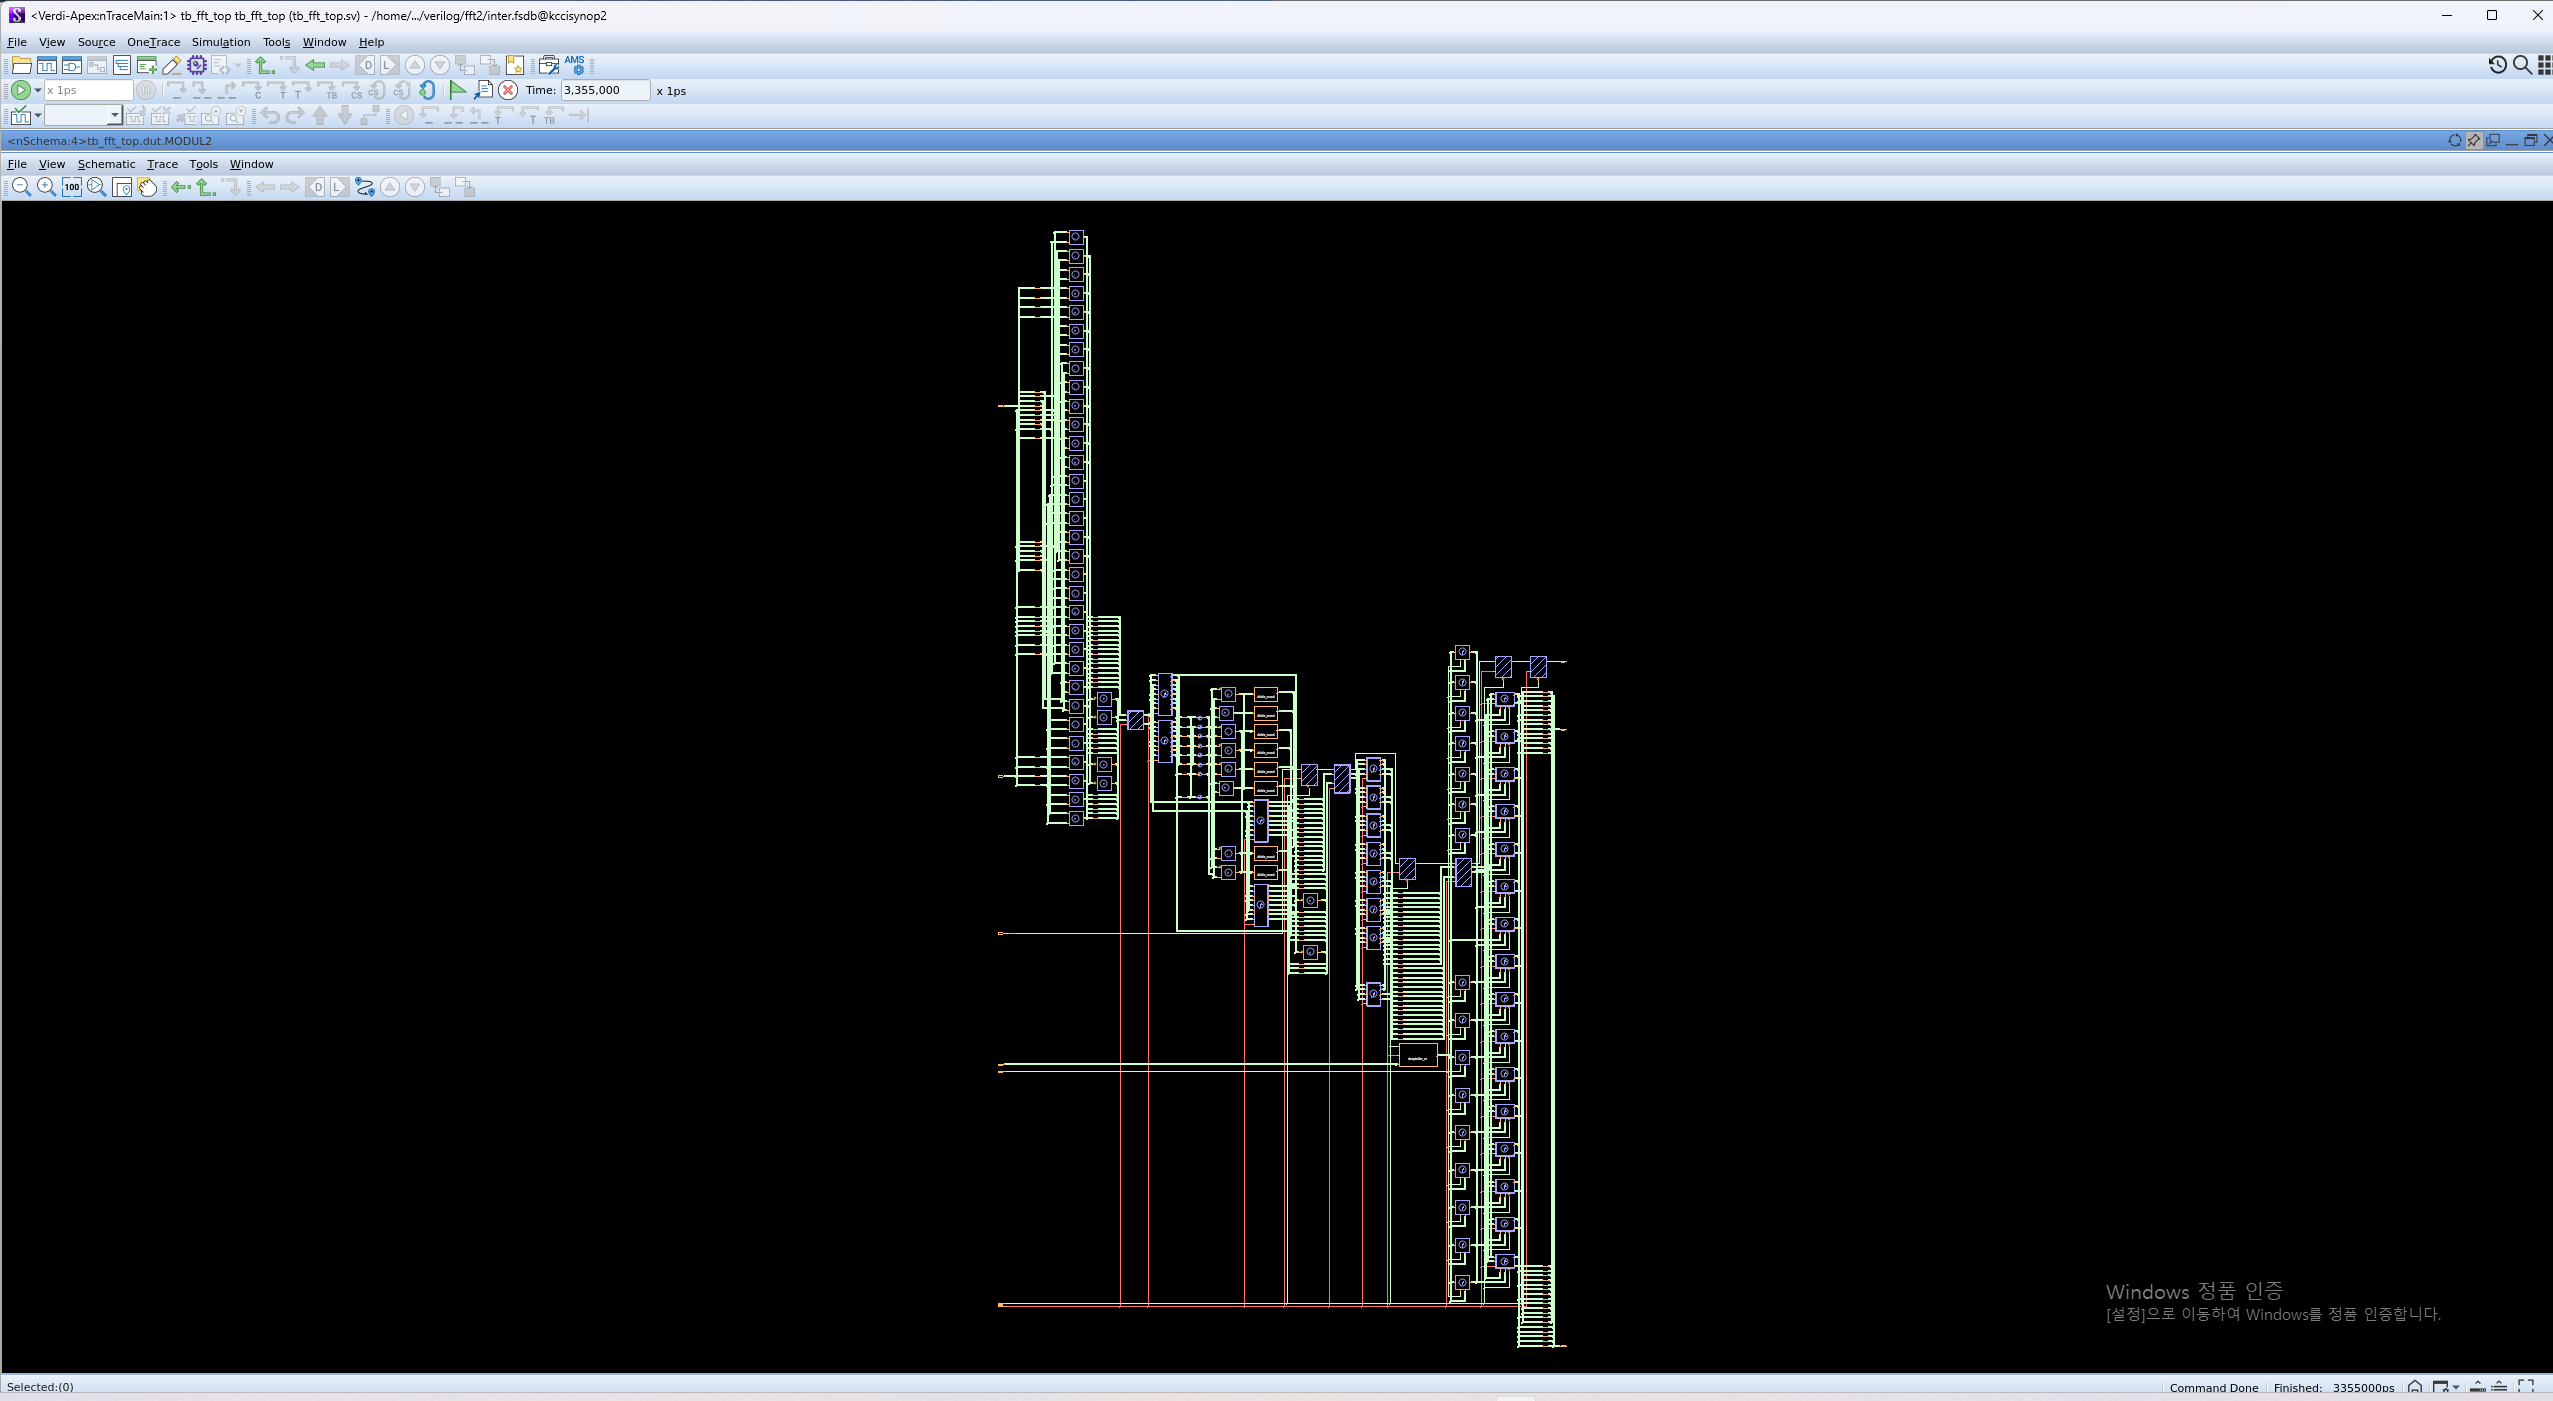 <Verdi-Apex:nTraceMain:1> tb_fft_top tb_fft_top (tb_fft_top.sv) - /home/.../verilog/fft2/inter.fsdb@kccisynop2
File View Source OneTrace Simulation Tools Window Help
AMS
x 1ps Time: 3,355,000 x 1ps
<nSchema:4>tb_fft_top.dut.MODUL2
File View Schematic Trace Tools Window
100 D L
Windows 정품 인증
[설정]으로 이동하여 Windows를 정품 인증합니다.
Selected:(0) Command Done Finished: 3355000ps